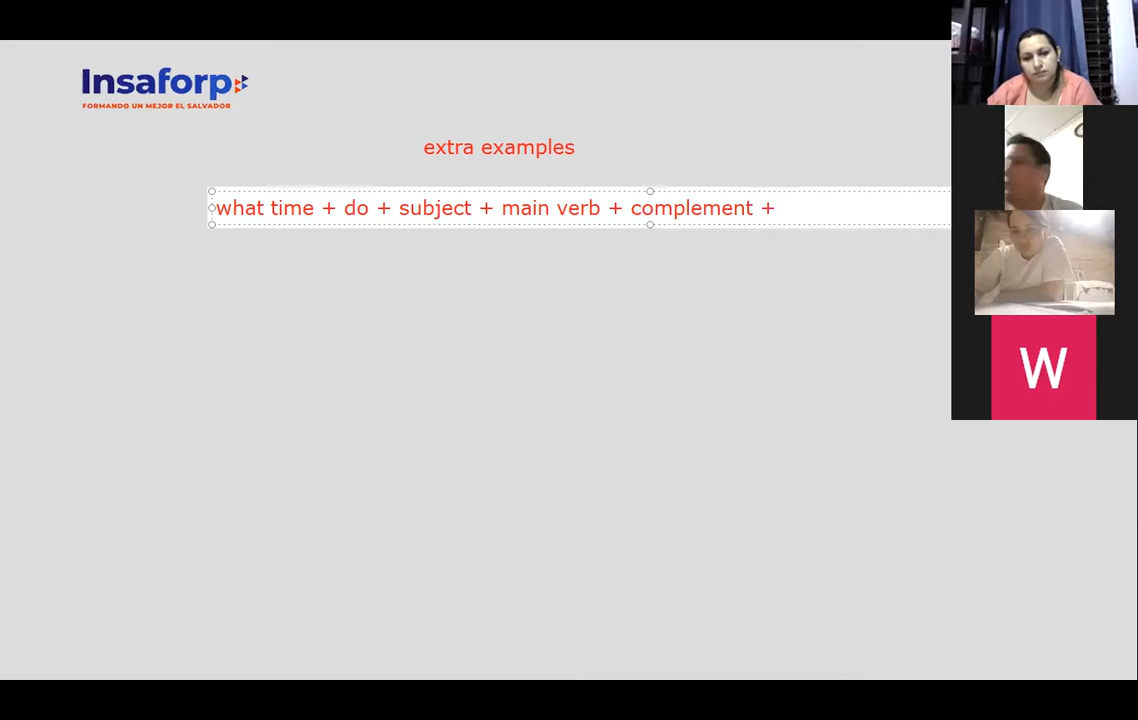 Insaforp
FORMANDO UN MEJOR EL SALVADOR
extra examples
what time + do + subject + main verb + complement +
W